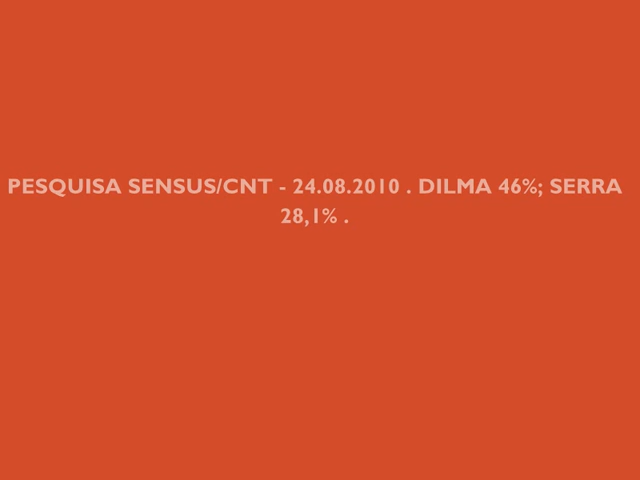 PESQUISA SENSUS/CNT - 24.08.2010 . DILMA 46%; SERRA
28,1% .